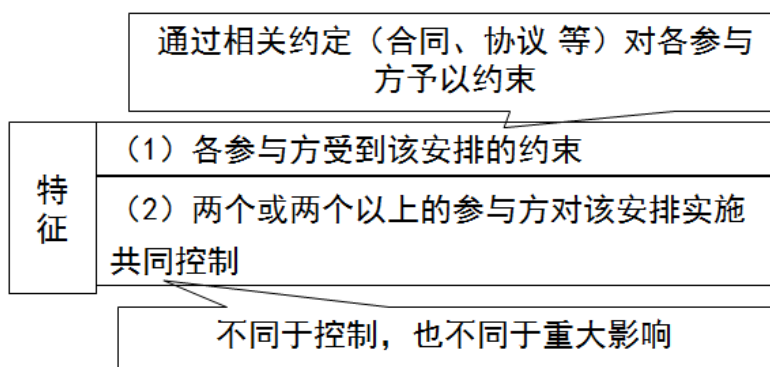 通过相关约定（合同、协议 等）对各参与
方予以约束
特
征
（1）各参与方受到该安排的约束
（2）两个或两个以上的参与方对该安排实施
共同控制
不同于控制，也不同于重大影响